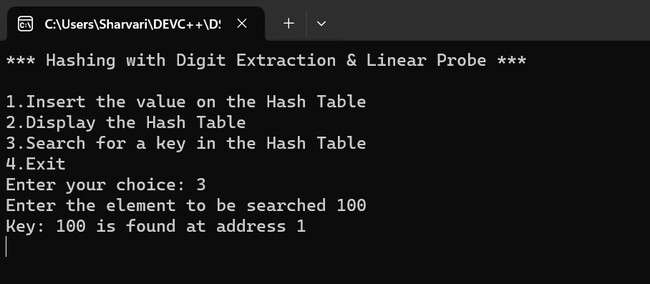 C:\Users\Sharvari\DEVC++\DS
*** Hashing with Digit Extraction & Linear Probe ***
1.Insert the value on the Hash Table
2.Display the Hash Table
3.Search for a key in the Hash Table
4.Exit
Enter your choice: 3
Enter the element to be searched 100
Key: 100 is found at address 1